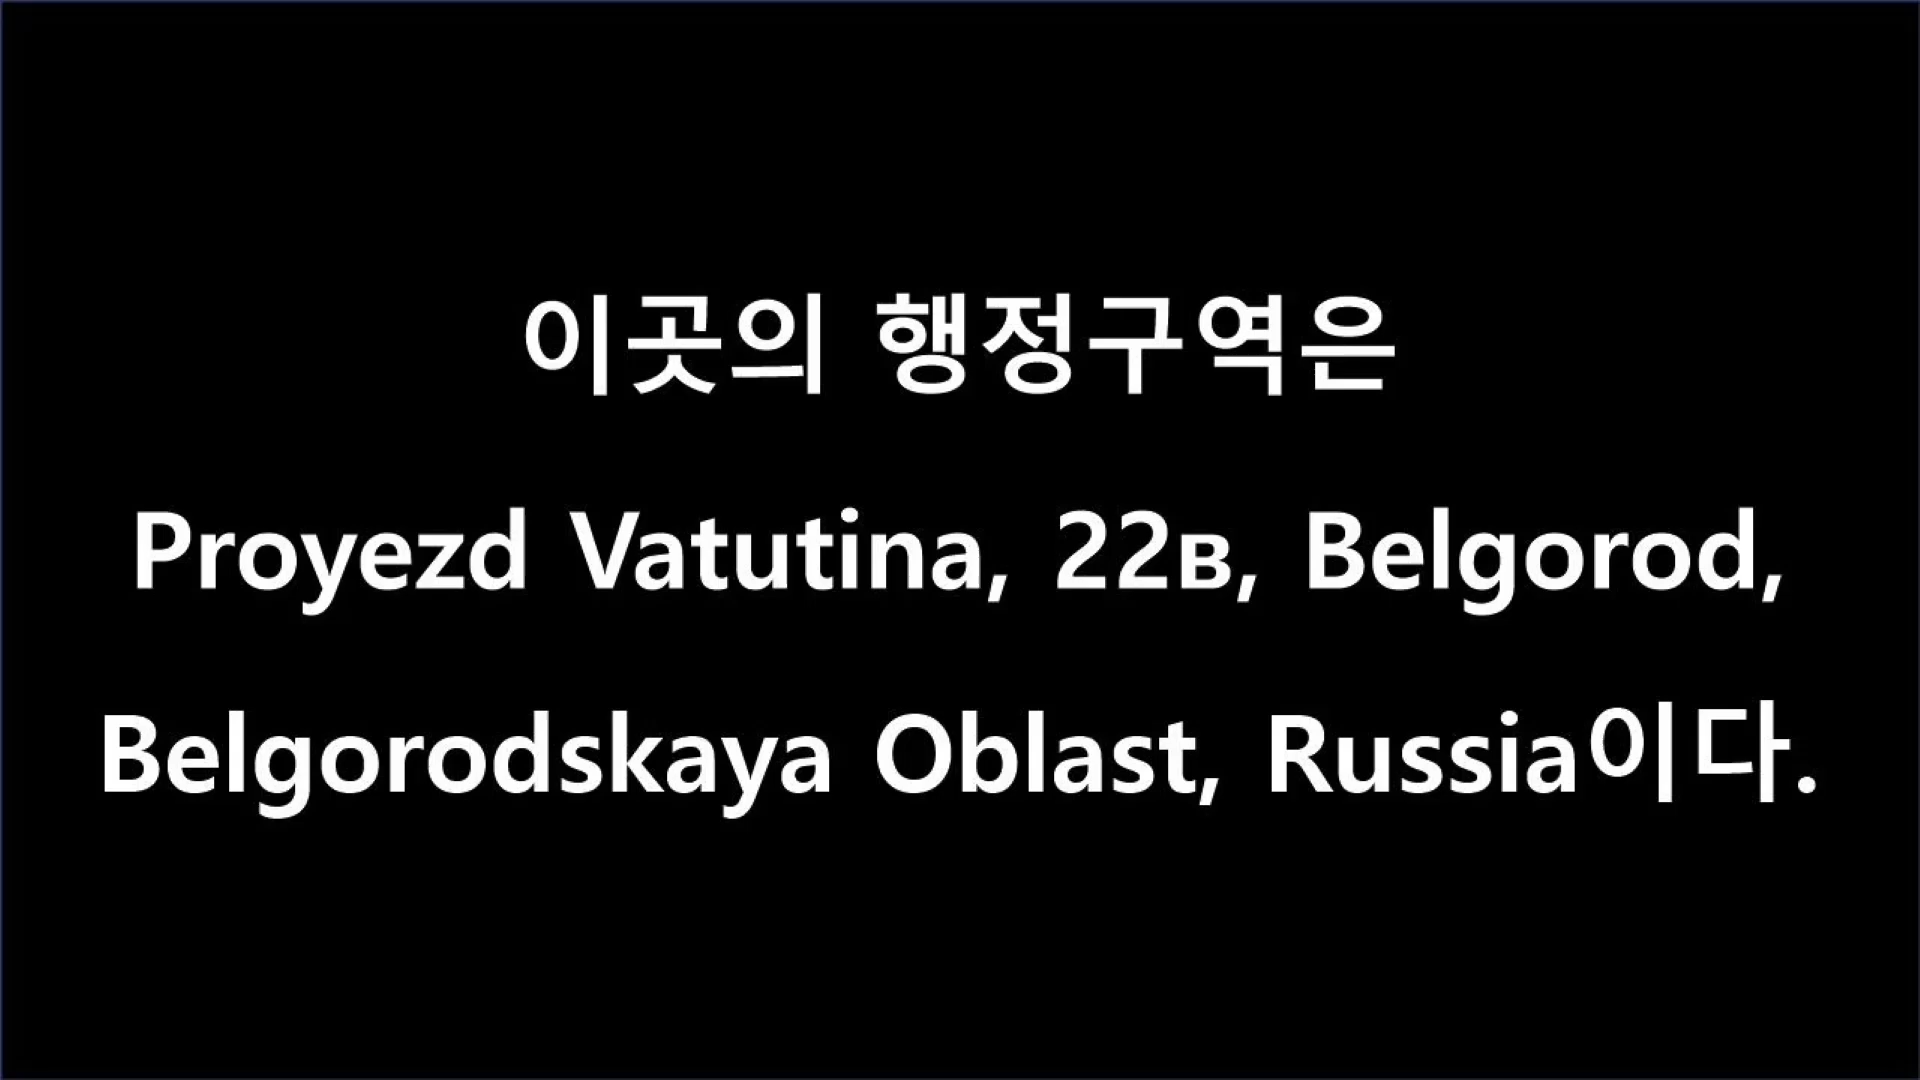 이곳의 행정구역은
Proyezd Vatutina, 22в, Belgorod,
Belgorodskaya Oblast, Russia이다.